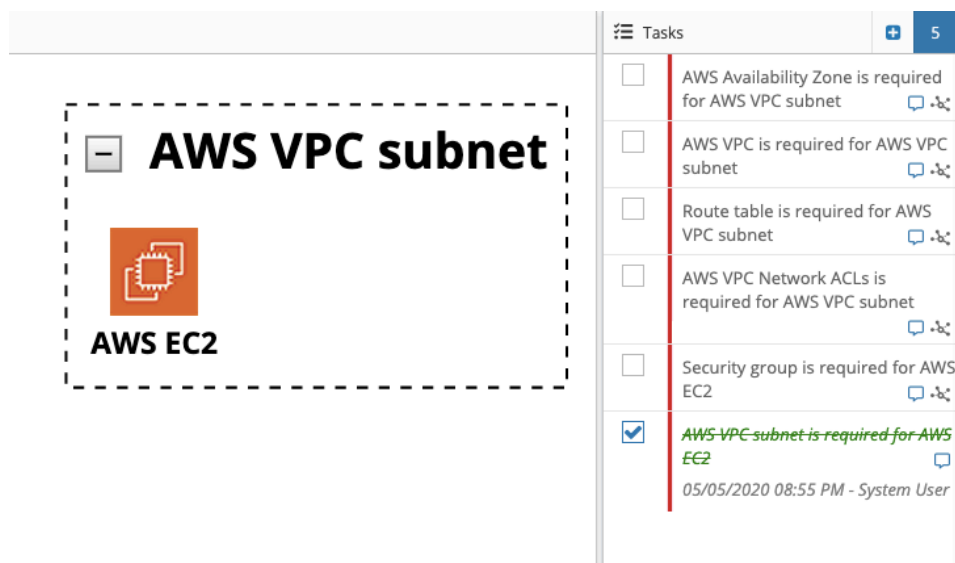 Tasks
5
AWS VPC subnet
AWS EC2
AWS Availability Zone is required
for AWS VPC subnet
AWS VPC is required for AWS VPC
subnet
Route table is required for AWS
VPC subnet
AWS VPC Network ACLs is
required for AWS VPC subnet
Security group is required for AWS
EC2
AWS VPC subnet is required for AWS
EC2
05/05/2020 08:55 PM - System User